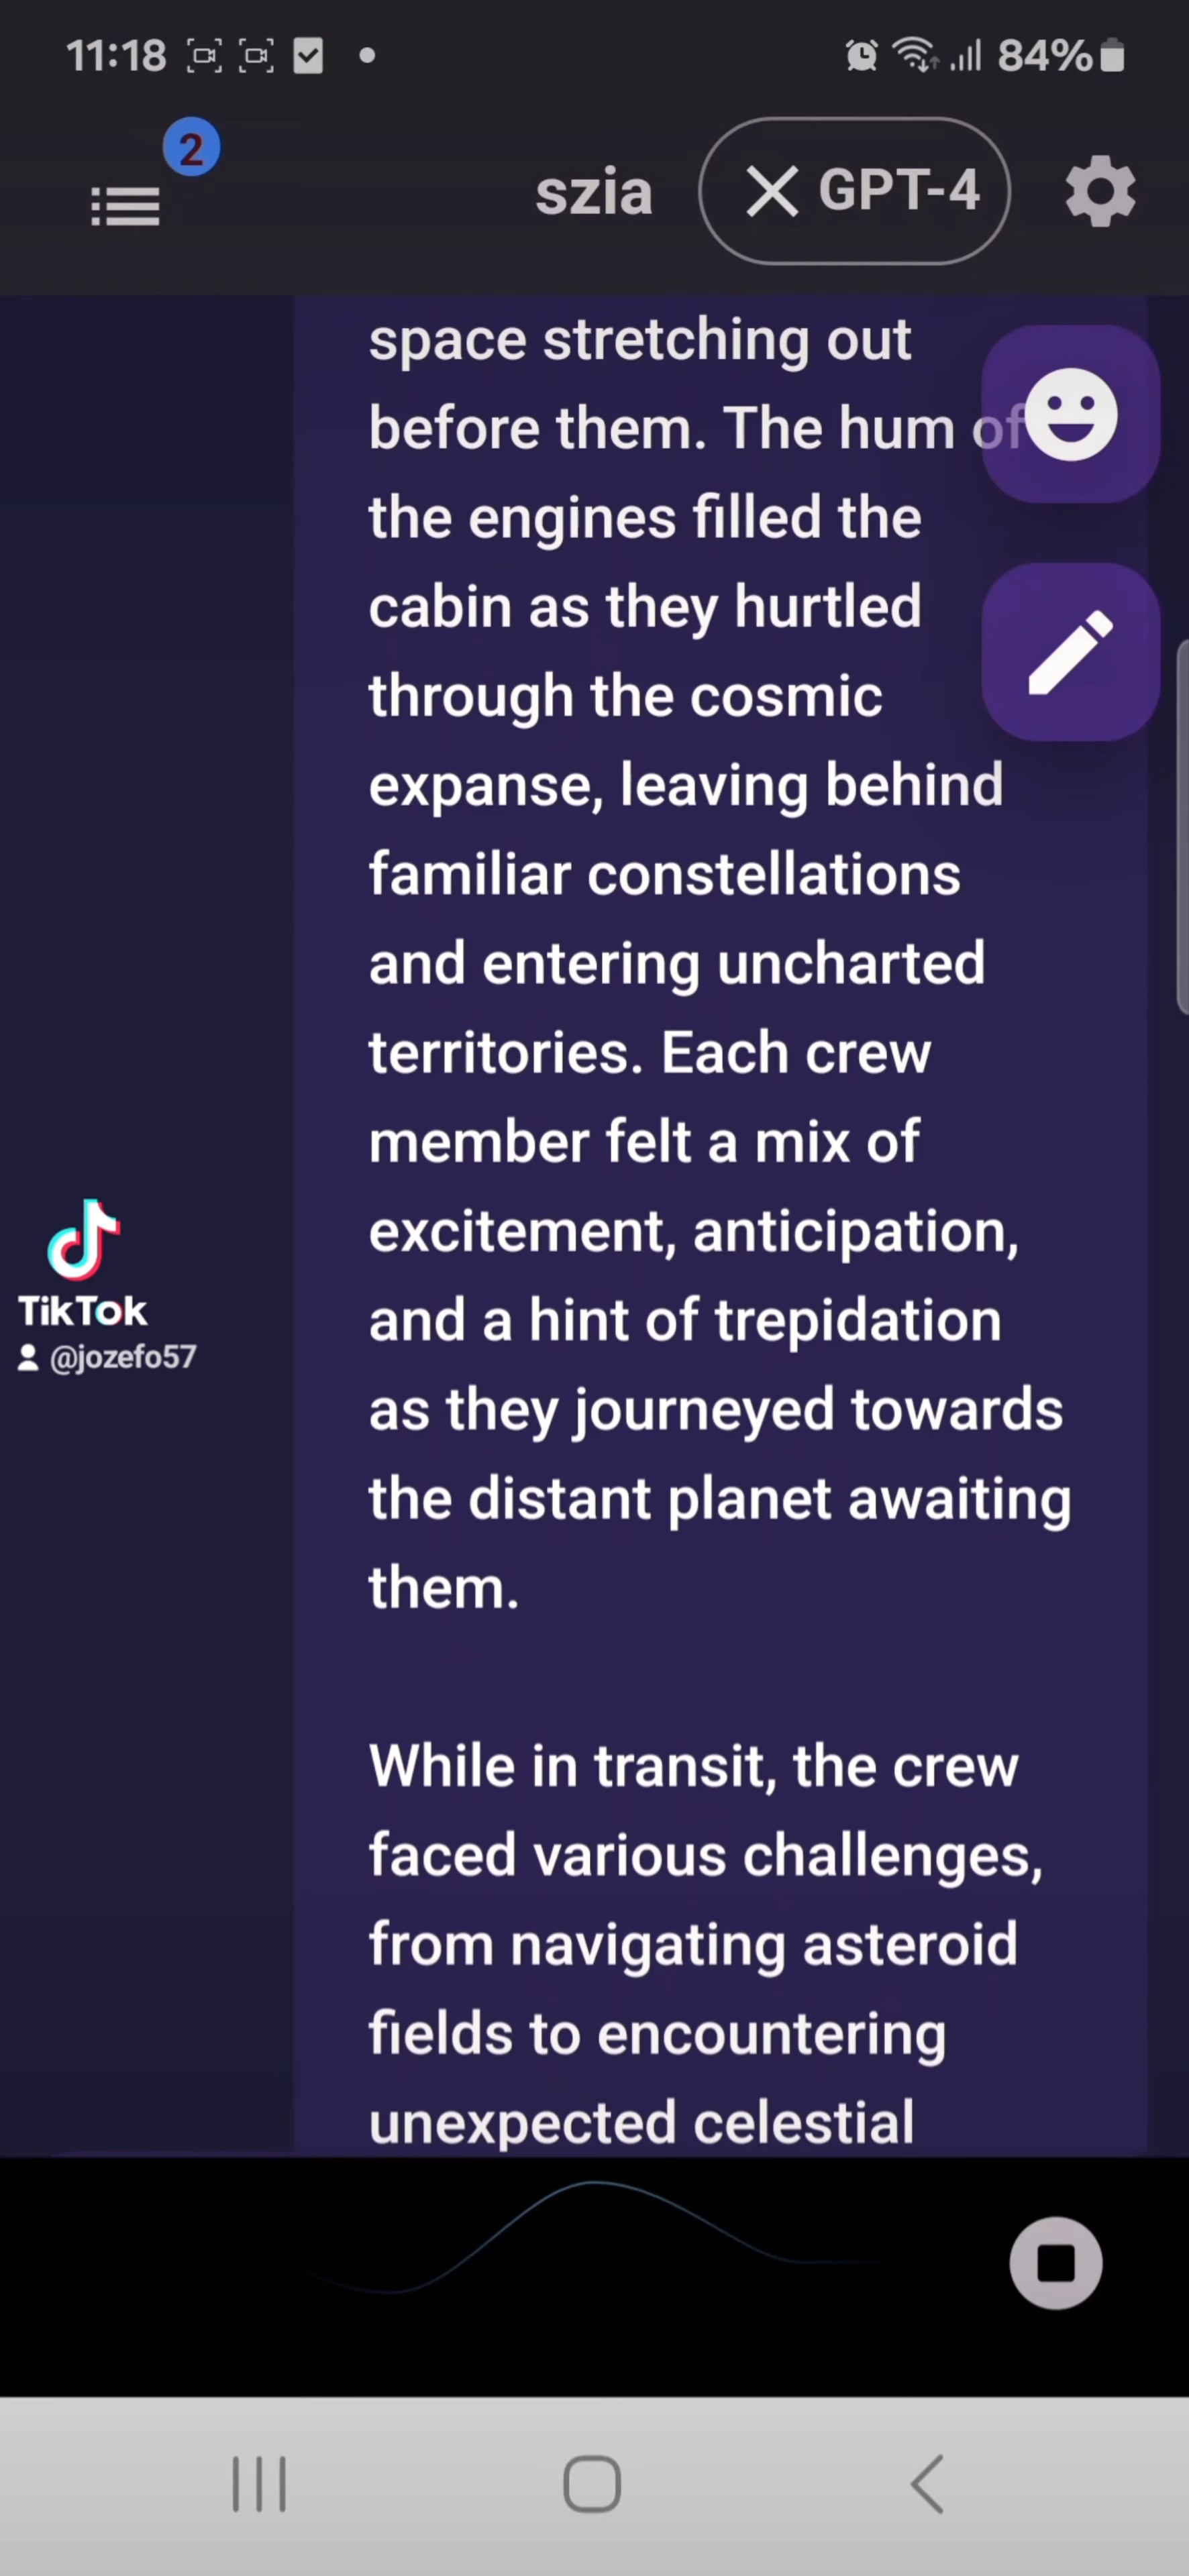 11:18 84%
2
szia GPT-4
space stretching out
before them. The hum of
the engines filled the
cabin as they hurtled
through the cosmic
expanse, leaving behind
familiar constellations
and entering uncharted
territories. Each crew
member felt a mix of
excitement, anticipation,
and a hint of trepidation
as they journeyed towards
the distant planet awaiting
them.
While in transit, the crew
faced various challenges,
from navigating asteroid
fields to encountering
unexpected celestial
TikTok
@jozefo57